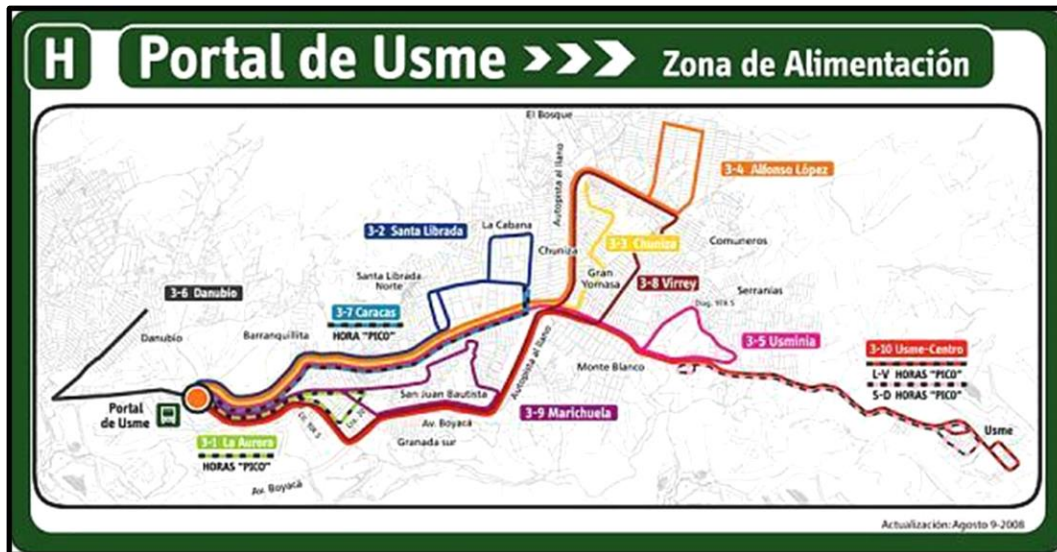 H
Portal de Usme
Zona de Alimentación
El Bosque
3-4 Alfonso López
Autopista al llano
La Cabana
3-2 Santa Librada
Chuniza
3-3 Chuniza
Comuneros
Santa Librada
Norte
Gran
Yomasa
3-8 Virrey
Serranías
3-6 Danubio
3-7 Caracas
HORA "PICO"
Danubio
Barranquillita
3-5 Usminia
3-10 Usme-Centro
L-V HORAS "PICO"
S-D HORAS "PICO"
Autopista al llano
Monte Blanco
San Juan Bautista
3-9 Marichuela
Portal
de Usme
Av. Boyacá
Usme
3-1 La Aurora
HORAS "PICO"
Granada sur
Av. Boyacá
Actualización: Agosto 9-2008